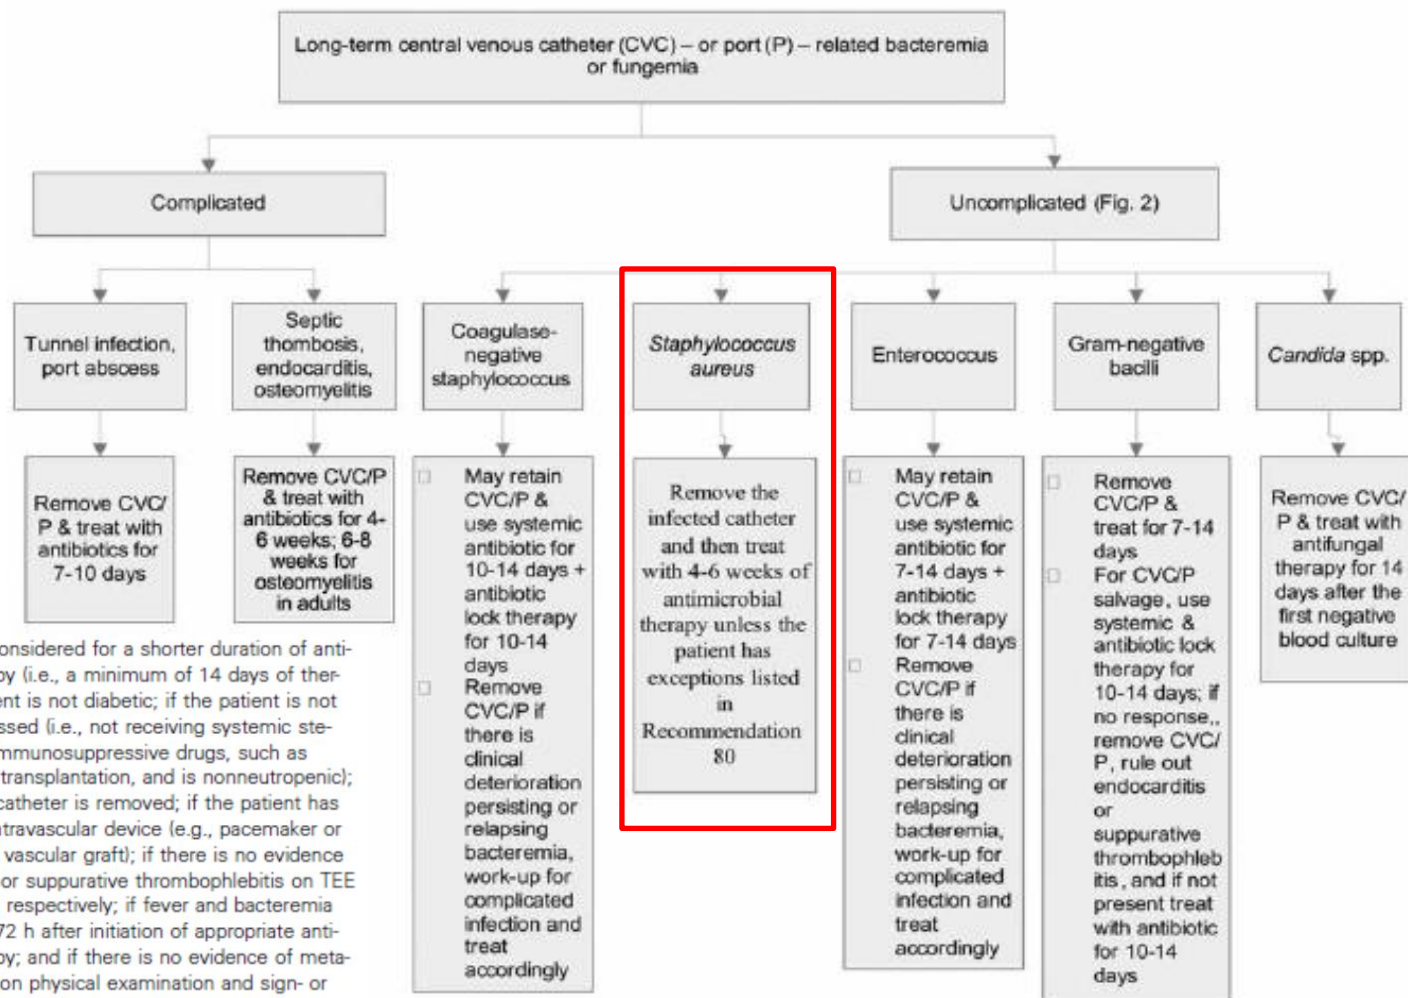 Long-term central venous catheter (CVC) – or port (P) – related bacteremia
or fungemia
Complicated
Uncomplicated (Fig. 2)
Tunnel infection,
port abscess
Septic
thombosis,
endocarditis,
osteomyelitis
Coagulase-
negative
staphylococcus
Staphylococcus
aureus
Enterococcus
Gram-negative
bacilli
Candida spp.
Remove CVC/
P & treat with
antibiotics for
7-10 days
Remove CVC/P
& treat with
antibiotics for 4-
6 weeks; 6-8
weeks for
osteomyelitis
in adults
May retain
CVC/P &
use systemic
antibiotic for
10-14 days +
antibiotic
lock therapy
for 10-14
days
Remove
CVC/P if
there is
clinical
deterioration
persisting or
relapsing
bacteremia,
work-up for
complicated
infection and
treat
accordingly
Remove the
infected catheter
and then treat
with 4-6 weeks of
antimicrobial
therapy unless the
patient has
exceptions listed
in
Recommendation
80
May retain
CVC/P &
use systemic
antibiotic for
7-14 days +
antibiotic
lock therapy
for 7-14 days
Remove
CVC/P if
there is
clinical
deterioration
persisting or
relapsing
bacteremia,
work-up for
complicated
infection and
treat
accordingly
Remove
CVC/P &
treat for 7-14
days
For CVC/P
salvage, use
systemic &
antibiotic lock
therapy for
10-14 days; if
no response,,
remove CVC/
P, rule out
endocarditis
or
suppurative
thrombophleb
itis, and if not
present treat
with antibiotic
for 10-14
days
Remove CVC/
P & treat with
antifungal
therapy for 14
days after the
first negative
blood culture
onsidered for a shorter duration of anti-
py (i.e., a minimum of 14 days of ther-
ent is not diabetic; if the patient is not
ssed (i.e., not receiving systemic ste-
mmunosuppressive drugs, such as
transplantation, and is nonneutropenic);
catheter is removed; if the patient has
travascular device (e.g., pacemaker or
vascular graft); if there is no evidence
or suppurative thrombophlebitis on TEE
respectively; if fever and bacteremia
72 h after initiation of appropriate anti-
py; and if there is no evidence of meta-
on physical examination and sign- or